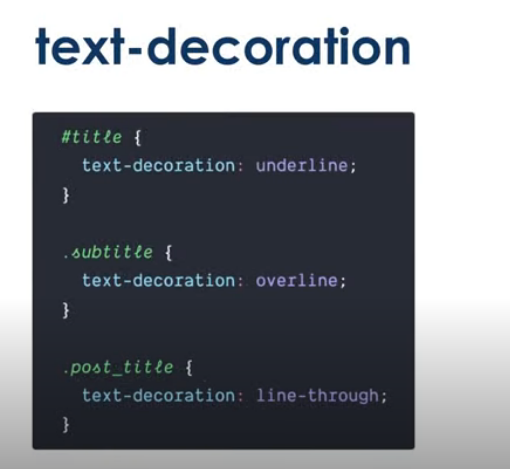 text-decoration
#title {
text-decoration: underline;
}
.subtitle {
text-decoration: overline;
}
.post_title {
text-decoration: line-through;
}